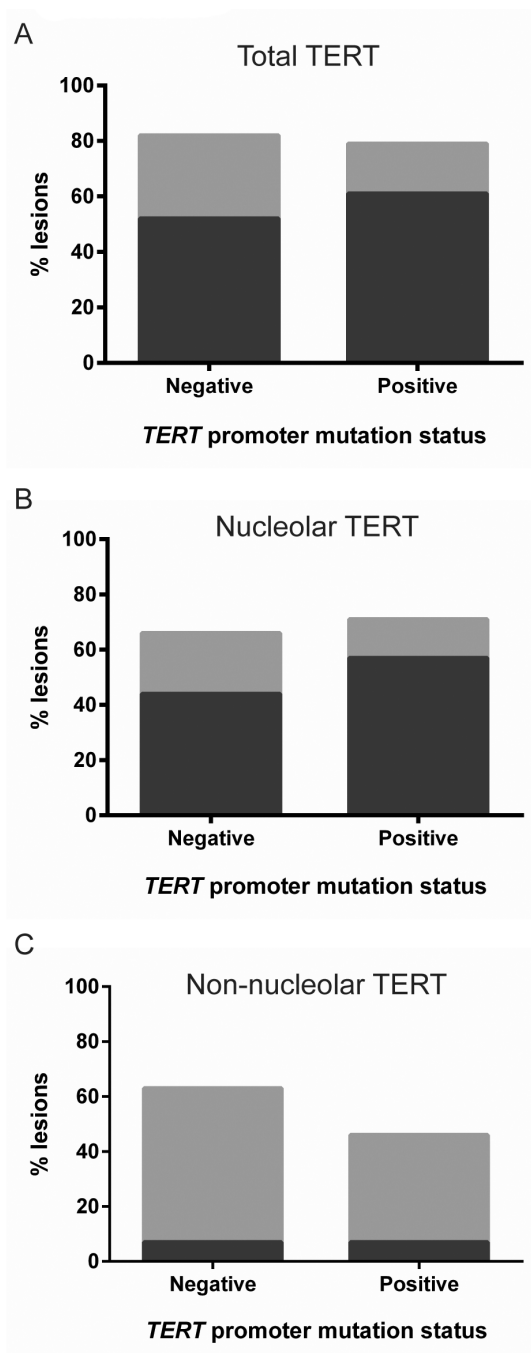 A
Total TERT
100
80
60
40
20
0
% lesions
Negative Positive
TERT promoter mutation status
B
Nucleolar TERT
100
80
60
40
20
0
% lesions
Negative Positive
TERT promoter mutation status
C
Non-nucleolar TERT
100
80
60
40
20
0
% lesions
Negative Positive
TERT promoter mutation status